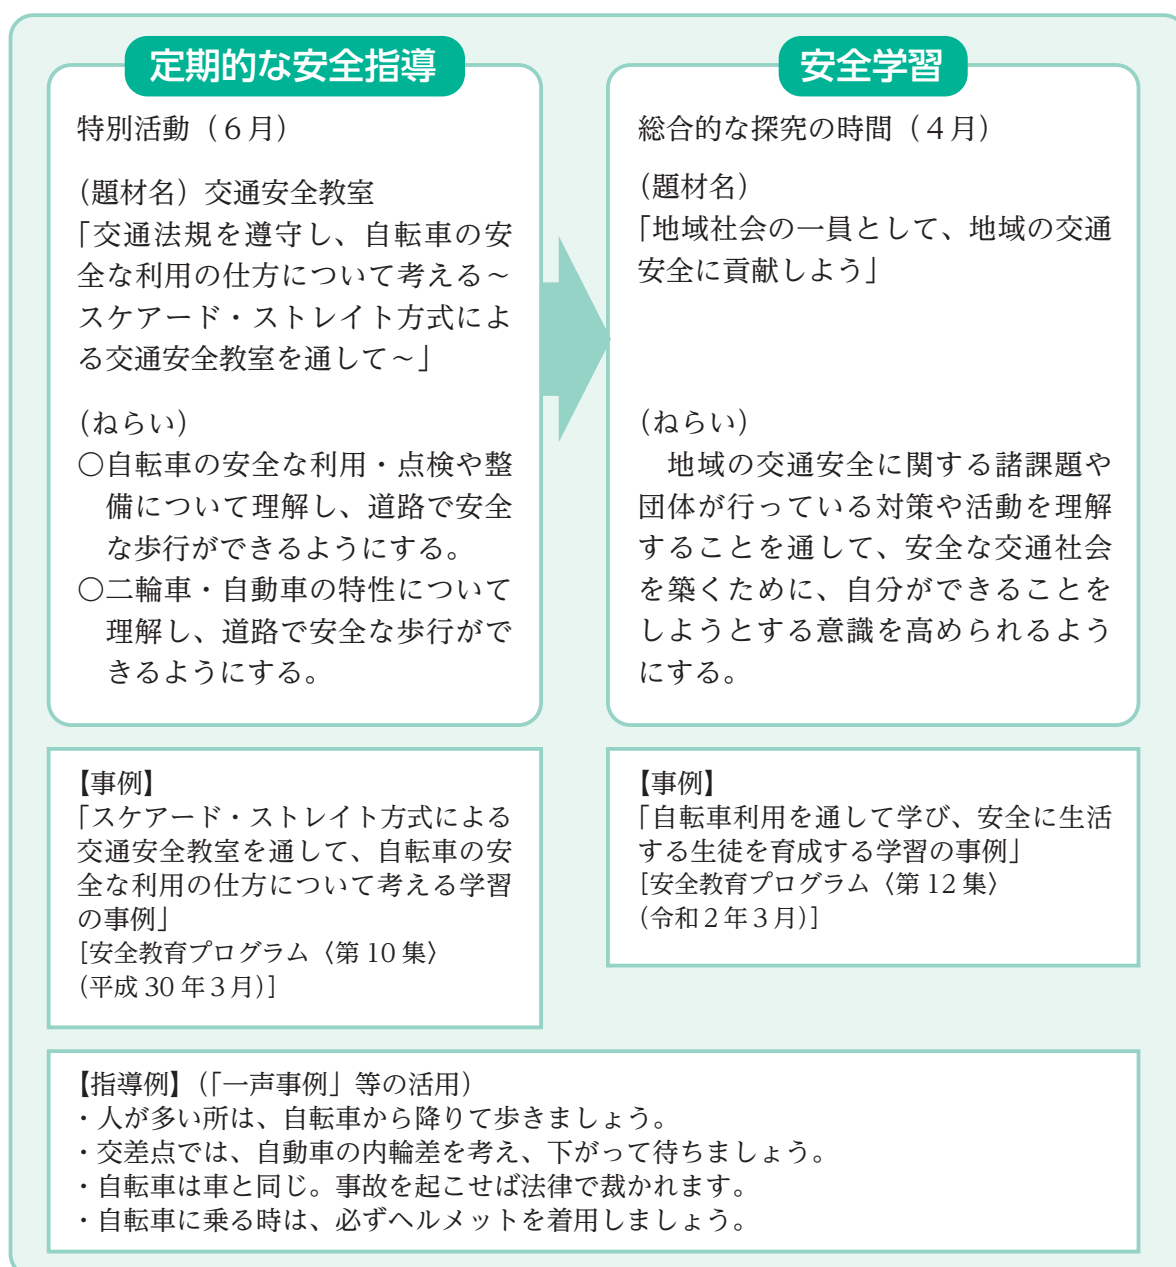 定期的な安全指導
特別活動(6月)
(題材名)交通安全教室
「交通法規を遵守し、自転車の安
全な利用の仕方について考える~
スケアード・ストレイト方式によ
る交通安全教室を通して~」
(ねらい)
○自転車の安全な利用・点検や整
備について理解し、道路で安全
な歩行ができるようにする。
○二輪車・自動車の特性について
理解し、道路で安全な歩行がで
きるようにする。
【事例】
「スケアード・ストレイト方式による
交通安全教室を通して、自転車の安
全な利用の仕方について考える学習
の事例」
[安全教育プログラム〈第10集〉
(平成30年3月)]
安全学習
総合的な探究の時間(4月)
(題材名)
「地域社会の一員として、地域の交通
安全に貢献しよう」
(ねらい)
地域の交通安全に関する諸課題や
団体が行っている対策や活動を理解
することを通して、安全な交通社会
を築くために、自分ができることを
しようとする意識を高められるよう
にする。
【事例】
「自転車利用を通して学び、安全に生活
する生徒を育成する学習の事例」
[安全教育プログラム〈第12集〉
(令和2年3月)]
【指導例】(「一声事例」等の活用)
・人が多い所は、自転車から降りて歩きましょう。
・交差点では、自動車の内輪差を考え、下がって待ちましょう。
・自転車は車と同じ。事故を起こせば法律で裁かれます。
・自転車に乗る時は、必ずヘルメットを着用しましょう。